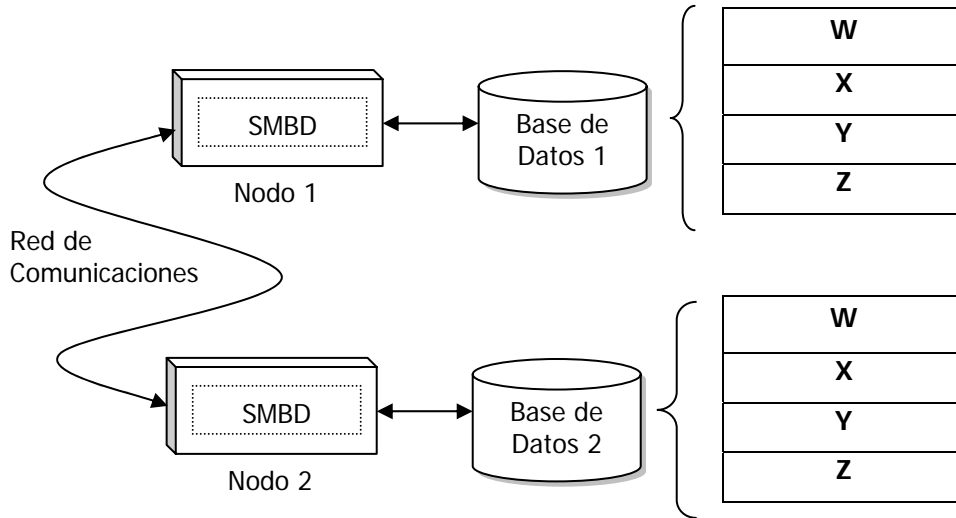 W
X
Y
Z
SMBD
Base de
Datos 1
Nodo 1
Red de
Comunicaciones
W
X
Y
Z
SMBD
Base de
Datos 2
Nodo 2